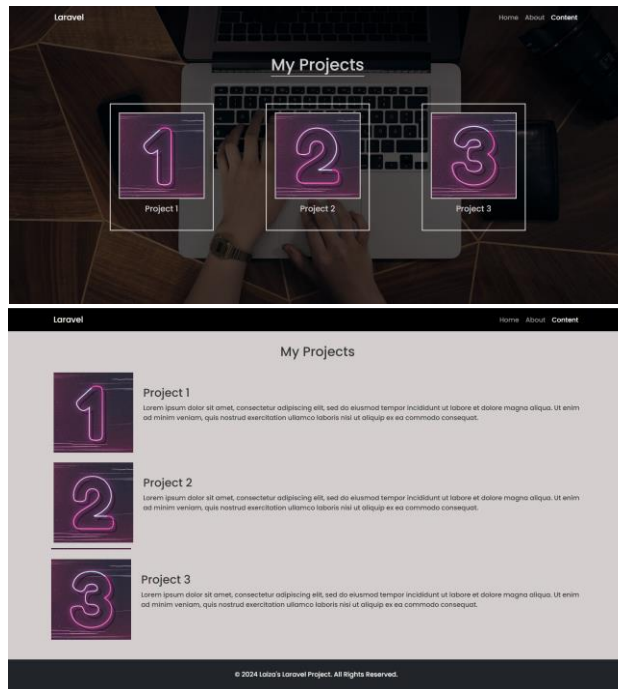 Laravel
Home About Content
My Projects
1 2 3
Project 1 Project 2 Project 3
Laravel
Home About Content
My Projects
1
Project 1
Lorem ipsum dolor sit amet, consectetur adipiscing elit, sed do eiusmod tempor incididunt ut labore et dolore magna aliqua. Ut enim
ad minim veniam, quis nostrud exercitation ullamco laboris nisi ut aliquip ex ea commodo consequat.
2
Project 2
Lorem ipsum dolor sit amet, consectetur adipiscing elit, sed do eiusmod tempor incididunt ut labore et dolore magna aliqua. Ut enim
ad minim veniam, quis nostrud exercitation ullamco laboris nisi ut aliquip ex ea commodo consequat.
3
Project 3
Lorem ipsum dolor sit amet, consectetur adipiscing elit, sed do eiusmod tempor incididunt ut labore et dolore magna aliqua. Ut enim
ad minim veniam, quis nostrud exercitation ullamco laboris nisi ut aliquip ex ea commodo consequat.
© 2024 Laiza's Laravel Project. All Rights Reserved.